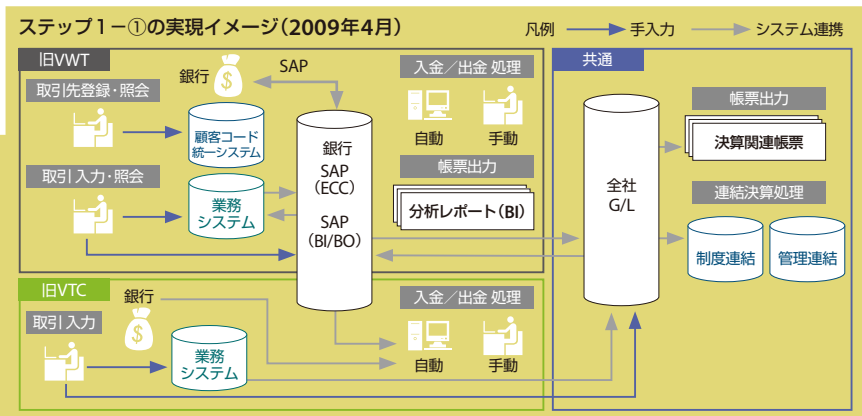 ステップ1−①の実現イメージ(2009年4月)
凡例 手入力 システム連携
旧VWT
取引先登録・照会
銀行
$
SAP
顧客コード
統一システム
取引 入力・照会
業務
システム
銀行
SAP
(ECC)
SAP
(BI/BO)
入金/出金 処理
自動 手動
帳票出力
分析レポート(BI)
共通
全社
G/L
帳票出力
決算関連帳票
連結決算処理
制度連結 管理連結
旧VTC
銀行
$
取引 入力
業務
システム
入金/出金 処理
自動 手動